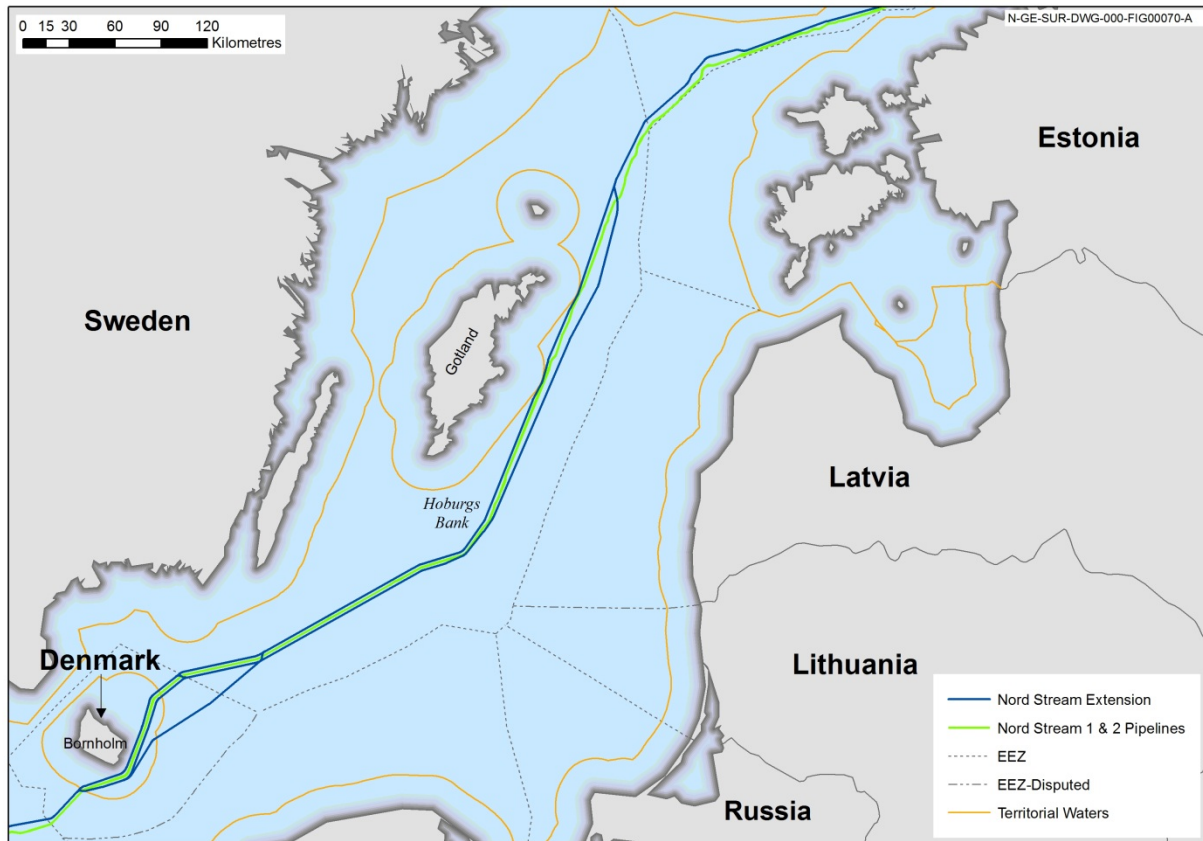 0 15 30 60 90 120
Kilometres
N-GE-SUR-DWG-000-FIG00070-A
Estonia
Sweden
Gotland
Latvia
Hoburgs
Bank
Denmark
Lithuania
Bornholm
Russia
Nord Stream Extension
Nord Stream 1 & 2 Pipelines
EEZ
EEZ-Disputed
Territorial Waters